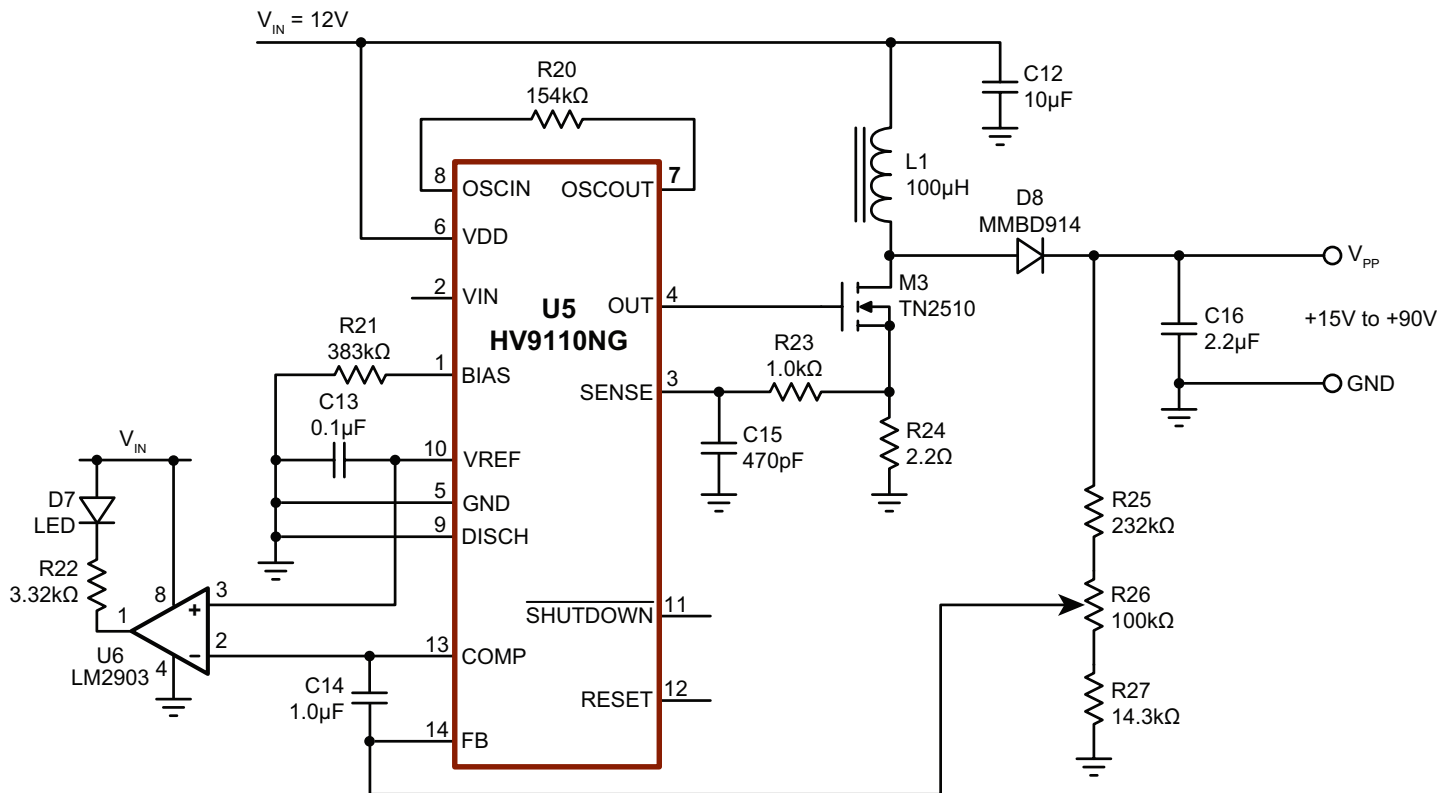 V_IN = 12V
R20
154kΩ
C12
10µF
8
OSCIN
OSCOUT
7
L1
100µH
D8
MMBD914
6
VDD
V_PP
2
VIN
U5
HV9110NG
OUT
4
M3
TN2510
C16
2.2µF
+15V to +90V
R21
383kΩ
1
BIAS
SENSE
3
R23
1.0kΩ
GND
C13
0.1µF
C15
470pF
R24
2.2Ω
V_IN
10
VREF
5
GND
9
DISCH
D7
LED
R25
232kΩ
R22
3.32kΩ
8
3
+
1
2
−
4
U6
LM2903
SHUTDOWN
11
R26
100kΩ
13
COMP
C14
1.0µF
RESET
12
R27
14.3kΩ
14
FB